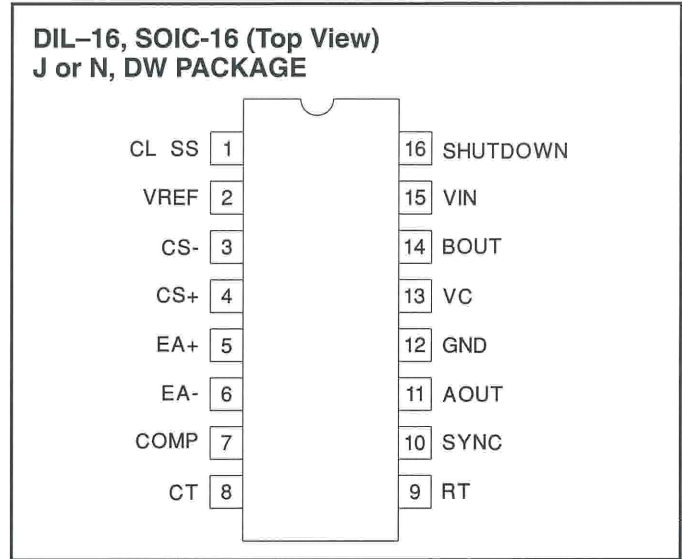 DIL–16, SOIC-16 (Top View)
J or N, DW PACKAGE
CL SS 1 16 SHUTDOWN
VREF 2 15 VIN
CS- 3 14 BOUT
CS+ 4 13 VC
EA+ 5 12 GND
EA- 6 11 AOUT
COMP 7 10 SYNC
CT 8 9 RT